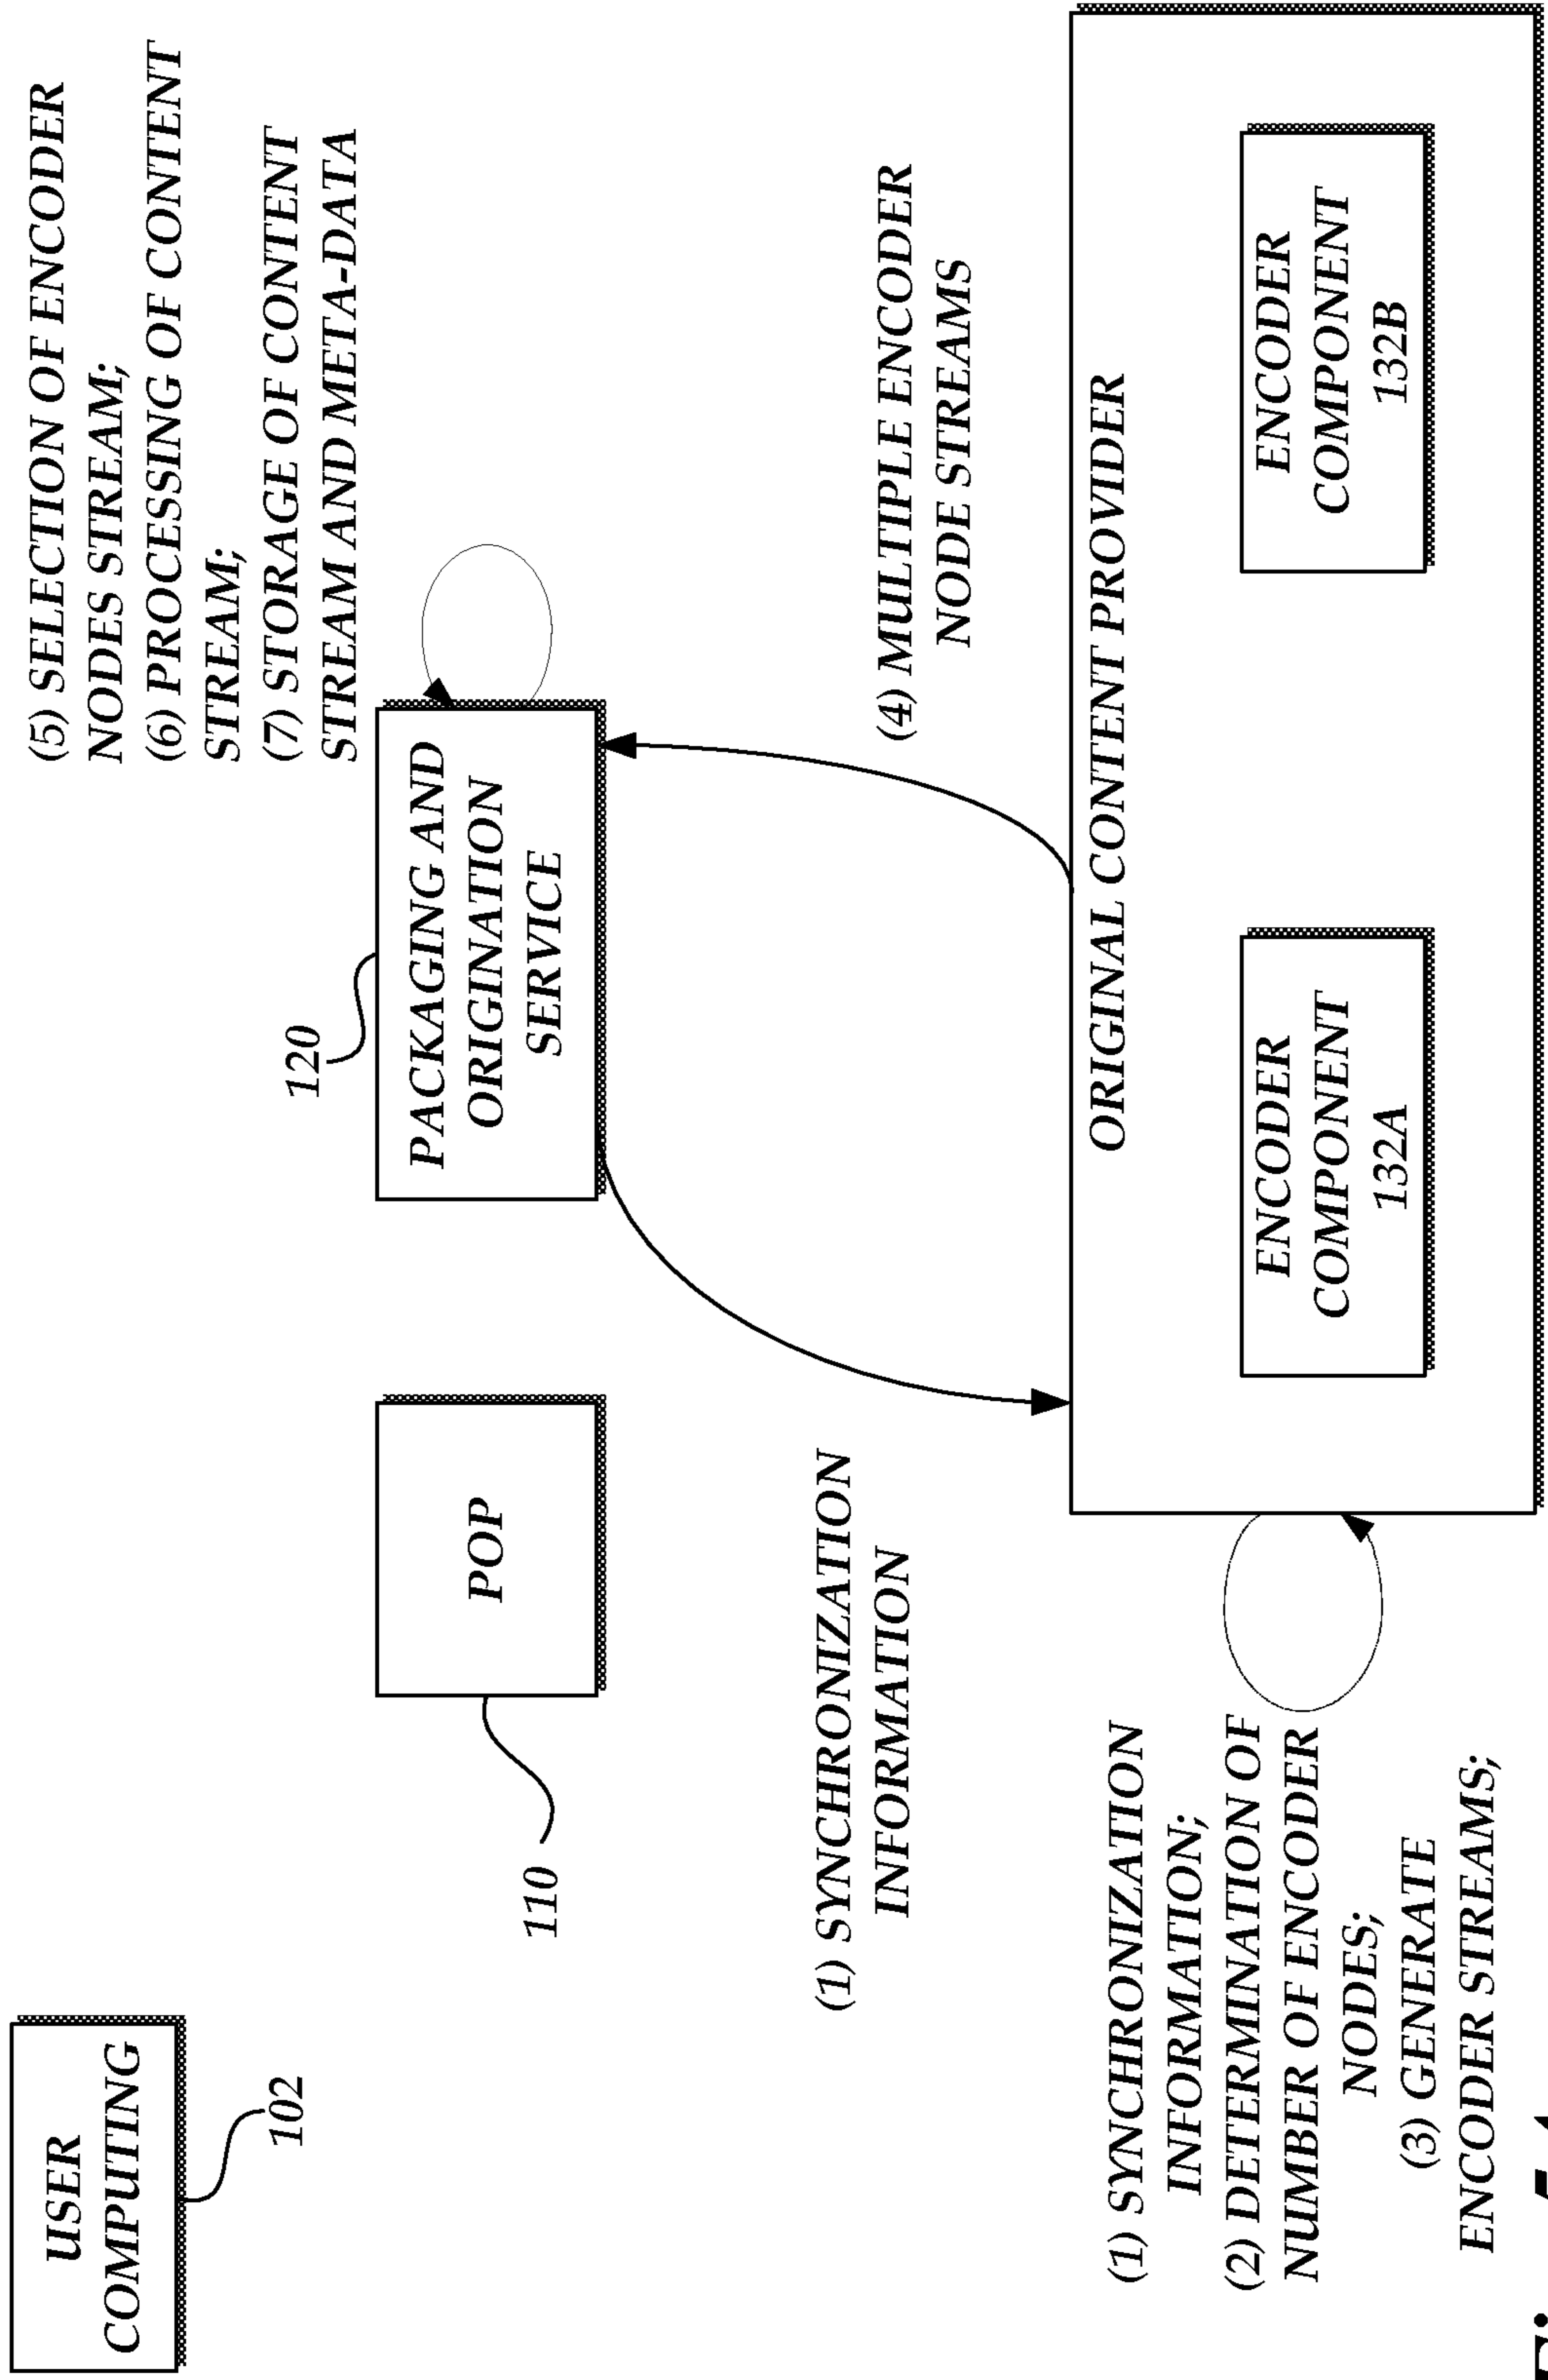 USER
COMPUTING
102
POP
110
120
PACKAGING AND
ORIGINATION
SERVICE
(5) SELECTION OF ENCODER
NODES STREAM;
(6) PROCESSING OF CONTENT
STREAM;
(7) STORAGE OF CONTENT
STREAM AND META-DATA
(1) SYNCHRONIZATION
INFORMATION
(4) MULTIPLE ENCODER
NODE STREAMS
(1) SYNCHRONIZATION
INFORMATION;
(2) DETERMINATION OF
NUMBER OF ENCODER
NODES;
(3) GENERATE
ENCODER STREAMS;
ORIGINAL CONTENT PROVIDER
ENCODER
COMPONENT
132A
ENCODER
COMPONENT
132B